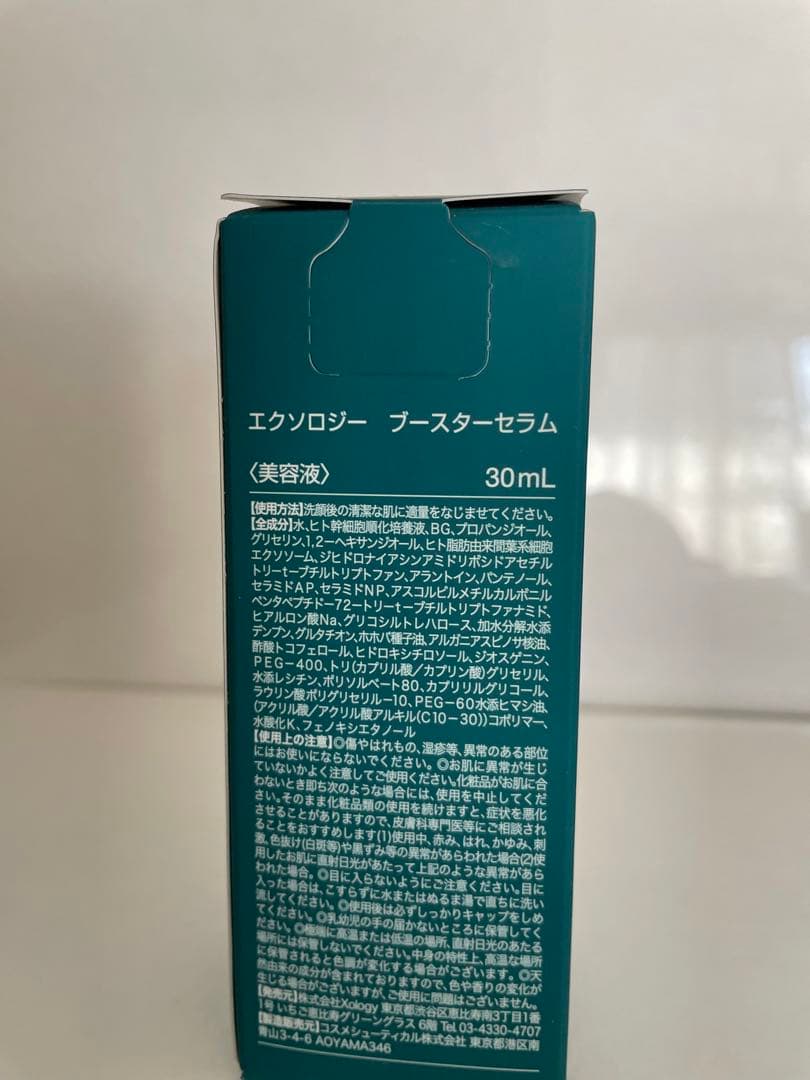 エクソロジー　ブースターセラム
〈美容液〉　30mL
【使用方法】洗顔後の清潔な肌に適量をなじませてください。
【全成分】水、ヒト幹細胞順化培養液、BG、プロパンジオール、
グリセリン、1,2ーヘキサンジオール、ヒト脂肪由来間葉系細胞
エクソソーム、ジヒドロナイアシンアミドリポシドアセチル
トリーtーブチルトリプトファン、アラントイン、パンテノール、
セラミドAP、セラミドNP、アスコルビルメチルカルボニル
ペンタペプチドー72ートリーtーブチルトリプトファナミド、
ヒアルロン酸Na、グリコシルトレハロース、加水分解水添
デンプン、グルタチオン、ホホバ種子油、アルガニアスピノサ核油、
酢酸トコフェロール、ヒドロキシチロソール、ジオスゲニン、
PEG－400、トリ(カプリル酸／カプリン酸)グリセリル、
水添レシチン、ポリソルベート80、カプリリルグリコール、
ラウリン酸ポリグリセリル－10、PEG－60水添ヒマシ油、
(アクリル酸／アクリル酸アルキル(C10－30))コポリマー、
水酸化K、フェノキシエタノール
【使用上の注意】◎傷やはれもの、湿疹等、異常のある部位
にはお使いにならないでください。◎お肌に異常が生じ
ていないかよく注意してご使用ください。化粧品がお肌に合
わないとき即ち次のような場合には、使用を中止してくだ
さい。そのまま化粧品類の使用を続けますと、症状を悪化
させることがありますので、皮膚科専門医等にご相談され
ることをおすすめします(1)使用中、赤み、はれ、かゆみ、刺
激、色抜け(白斑等)や黒ずみ等の異常があらわれた場合(2)使
用したお肌に直射日光があたって上記のような異常があら
われた場合。◎目に入らないようにご注意ください。目に
入った場合は、こすらずに水またはぬるま湯で直ちに洗い
流してください。◎使用後は必ずしっかりキャップをしめ
てください。◎乳幼児の手の届かないところに保管してく
ださい。◎極端に高温または低温の場所、直射日光のあたる
場所には保管しないでください。中身の特性上、高温な場所
に保管されると色調が変化する場合がございます。◎天
然由来の成分が含まれておりますので、色や香りの変化が
生じる場合がございますが、ご使用に問題はございません。
【発売元】株式会社Xology 東京都渋谷区恵比寿南3丁目1番
1号 いちご恵比寿グリーングラス 6階 Tel 03-4330-4707
【製造販売元】コスメシューティカル株式会社 東京都港区南
青山3-4-6 AOYAMA346